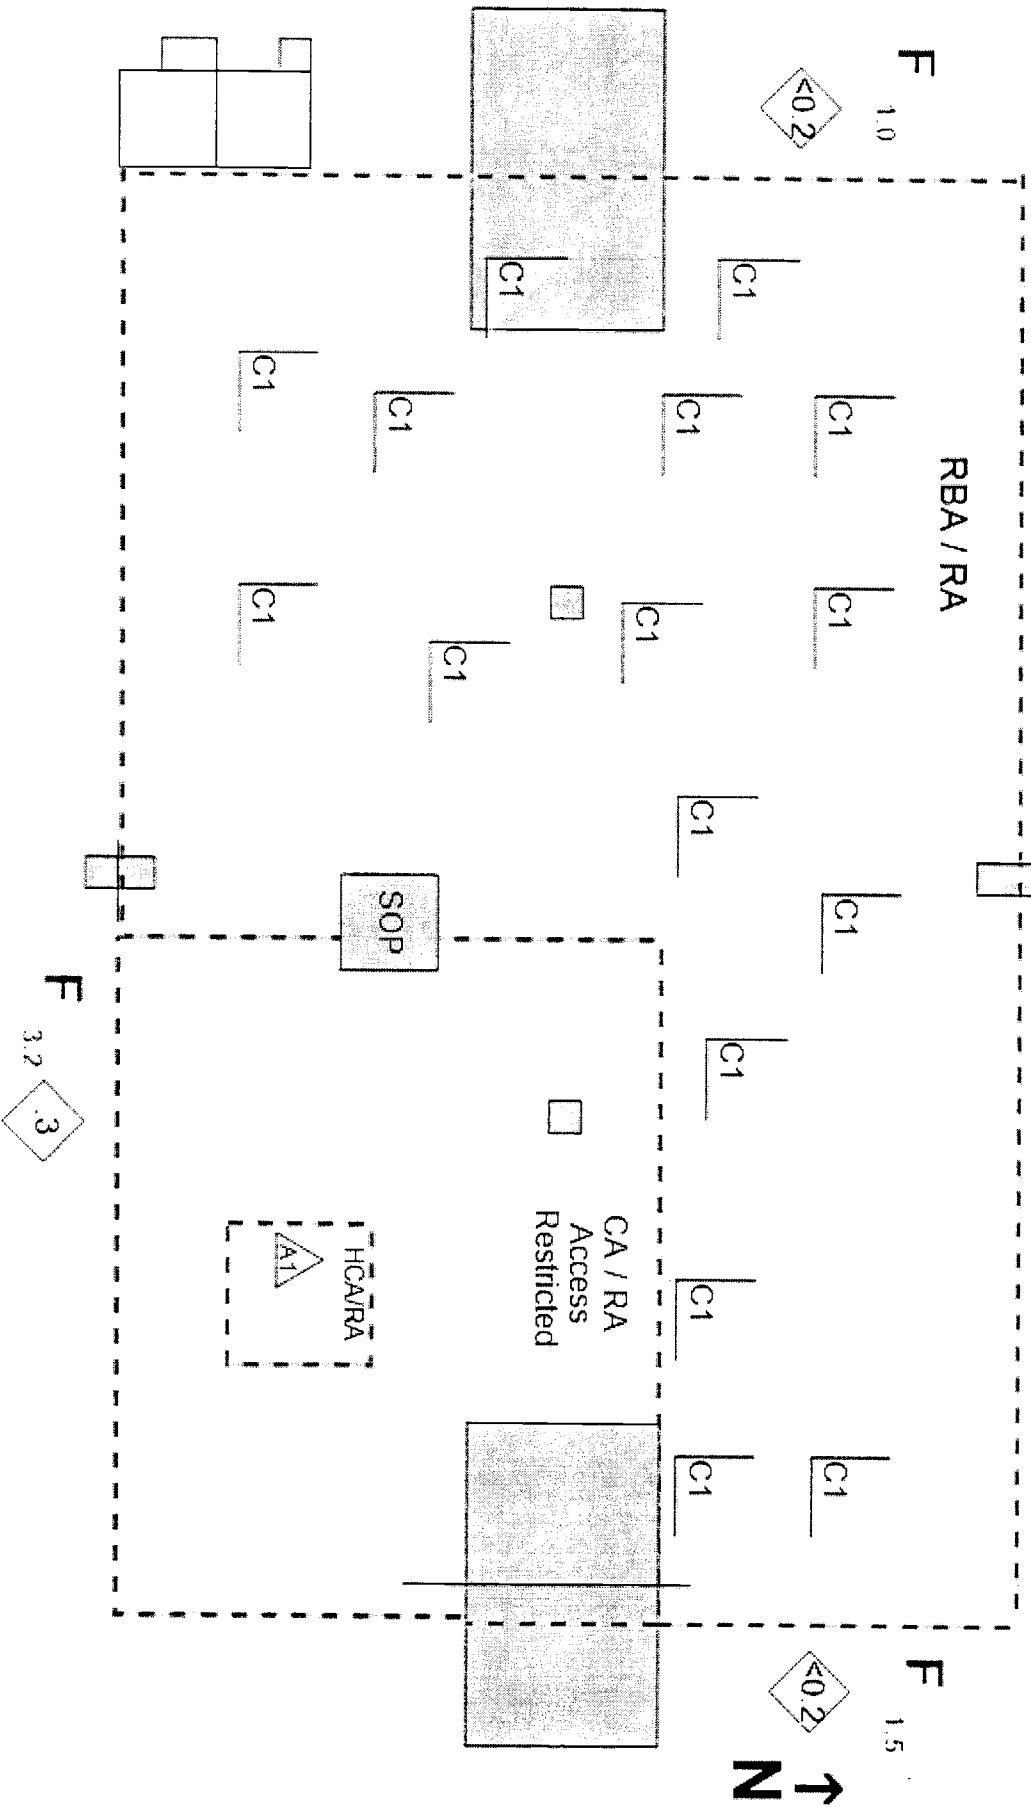 RBA / RA
F
1.0
<0.2
F
1.5
<0.2
N
C1
C1
C1
C1
C1
C1
C1
C1
C1
C1
C1
CA / RA
Access
Restricted
C1
C1
C1
SOP
HCA/RA
A1
C1
C1
F
3.2
.3